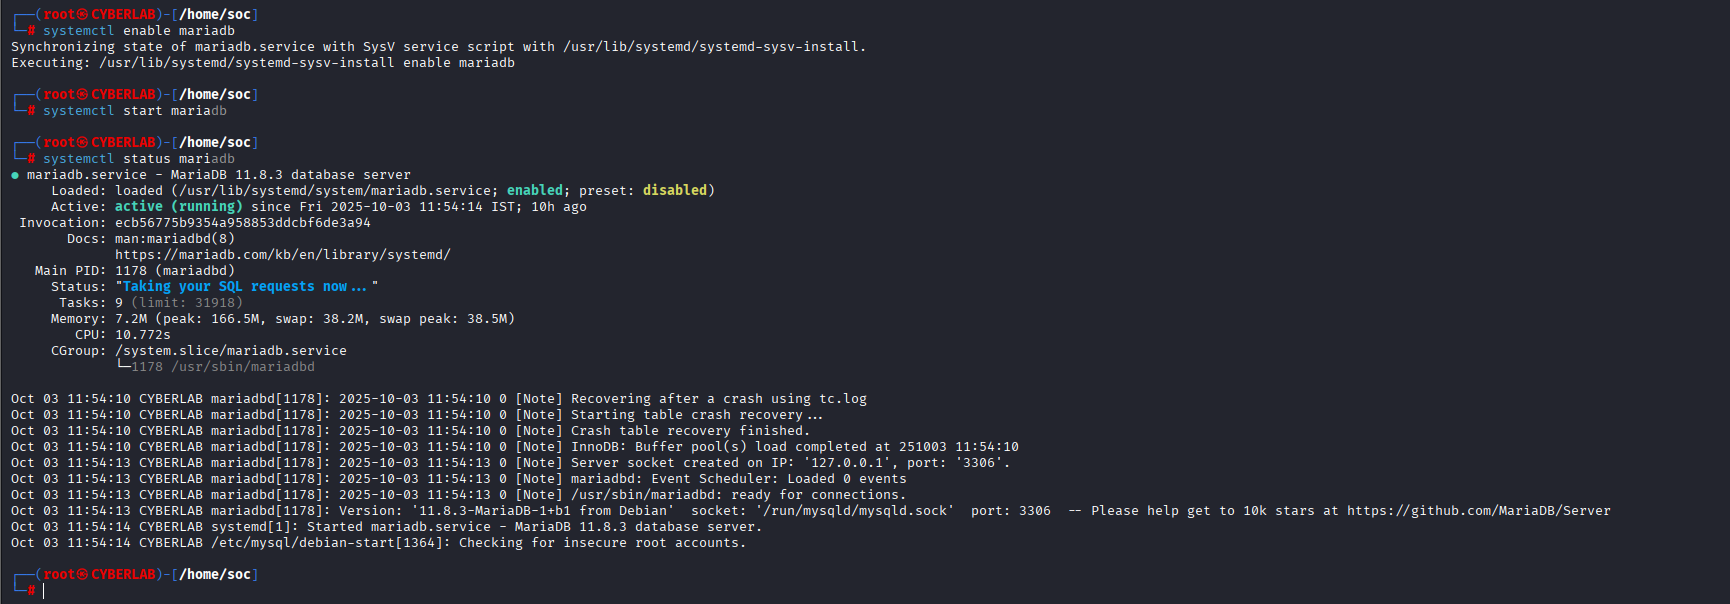 ┌──(root㉿CYBERLAB)-[/home/soc]
└─# systemctl enable mariadb
Synchronizing state of mariadb.service with SysV service script with /usr/lib/systemd/systemd-sysv-install.
Executing: /usr/lib/systemd/systemd-sysv-install enable mariadb

┌──(root㉿CYBERLAB)-[/home/soc]
└─# systemctl start mariadb

┌──(root㉿CYBERLAB)-[/home/soc]
└─# systemctl status mariadb
● mariadb.service - MariaDB 11.8.3 database server
     Loaded: loaded (/usr/lib/systemd/system/mariadb.service; enabled; preset: disabled)
     Active: active (running) since Fri 2025-10-03 11:54:14 IST; 10h ago
 Invocation: ecb56775b9354a958853ddcbf6de3a94
       Docs: man:mariadbd(8)
             https://mariadb.com/kb/en/library/systemd/
   Main PID: 1178 (mariadbd)
     Status: "Taking your SQL requests now..."
      Tasks: 9 (limit: 31918)
     Memory: 7.2M (peak: 166.5M, swap: 38.2M, swap peak: 38.5M)
        CPU: 10.772s
     CGroup: /system.slice/mariadb.service
             └─1178 /usr/sbin/mariadbd

Oct 03 11:54:10 CYBERLAB mariadbd[1178]: 2025-10-03 11:54:10 0 [Note] Recovering after a crash using tc.log
Oct 03 11:54:10 CYBERLAB mariadbd[1178]: 2025-10-03 11:54:10 0 [Note] Starting table crash recovery...
Oct 03 11:54:10 CYBERLAB mariadbd[1178]: 2025-10-03 11:54:10 0 [Note] Crash table recovery finished.
Oct 03 11:54:10 CYBERLAB mariadbd[1178]: 2025-10-03 11:54:10 0 [Note] InnoDB: Buffer pool(s) load completed at 251003 11:54:10
Oct 03 11:54:13 CYBERLAB mariadbd[1178]: 2025-10-03 11:54:13 0 [Note] Server socket created on IP: '127.0.0.1', port: '3306'.
Oct 03 11:54:13 CYBERLAB mariadbd[1178]: 2025-10-03 11:54:13 0 [Note] mariadbd: Event Scheduler: Loaded 0 events
Oct 03 11:54:13 CYBERLAB mariadbd[1178]: 2025-10-03 11:54:13 0 [Note] /usr/sbin/mariadbd: ready for connections.
Oct 03 11:54:13 CYBERLAB mariadbd[1178]: Version: '11.8.3-MariaDB-1+b1 from Debian'  socket: '/run/mysqld/mysqld.sock'  port: 3306  -- Please help get to 10k stars at https://github.com/MariaDB/Server
Oct 03 11:54:14 CYBERLAB systemd[1]: Started mariadb.service - MariaDB 11.8.3 database server.
Oct 03 11:54:14 CYBERLAB /etc/mysql/debian-start[1364]: Checking for insecure root accounts.

┌──(root㉿CYBERLAB)-[/home/soc]
└─#